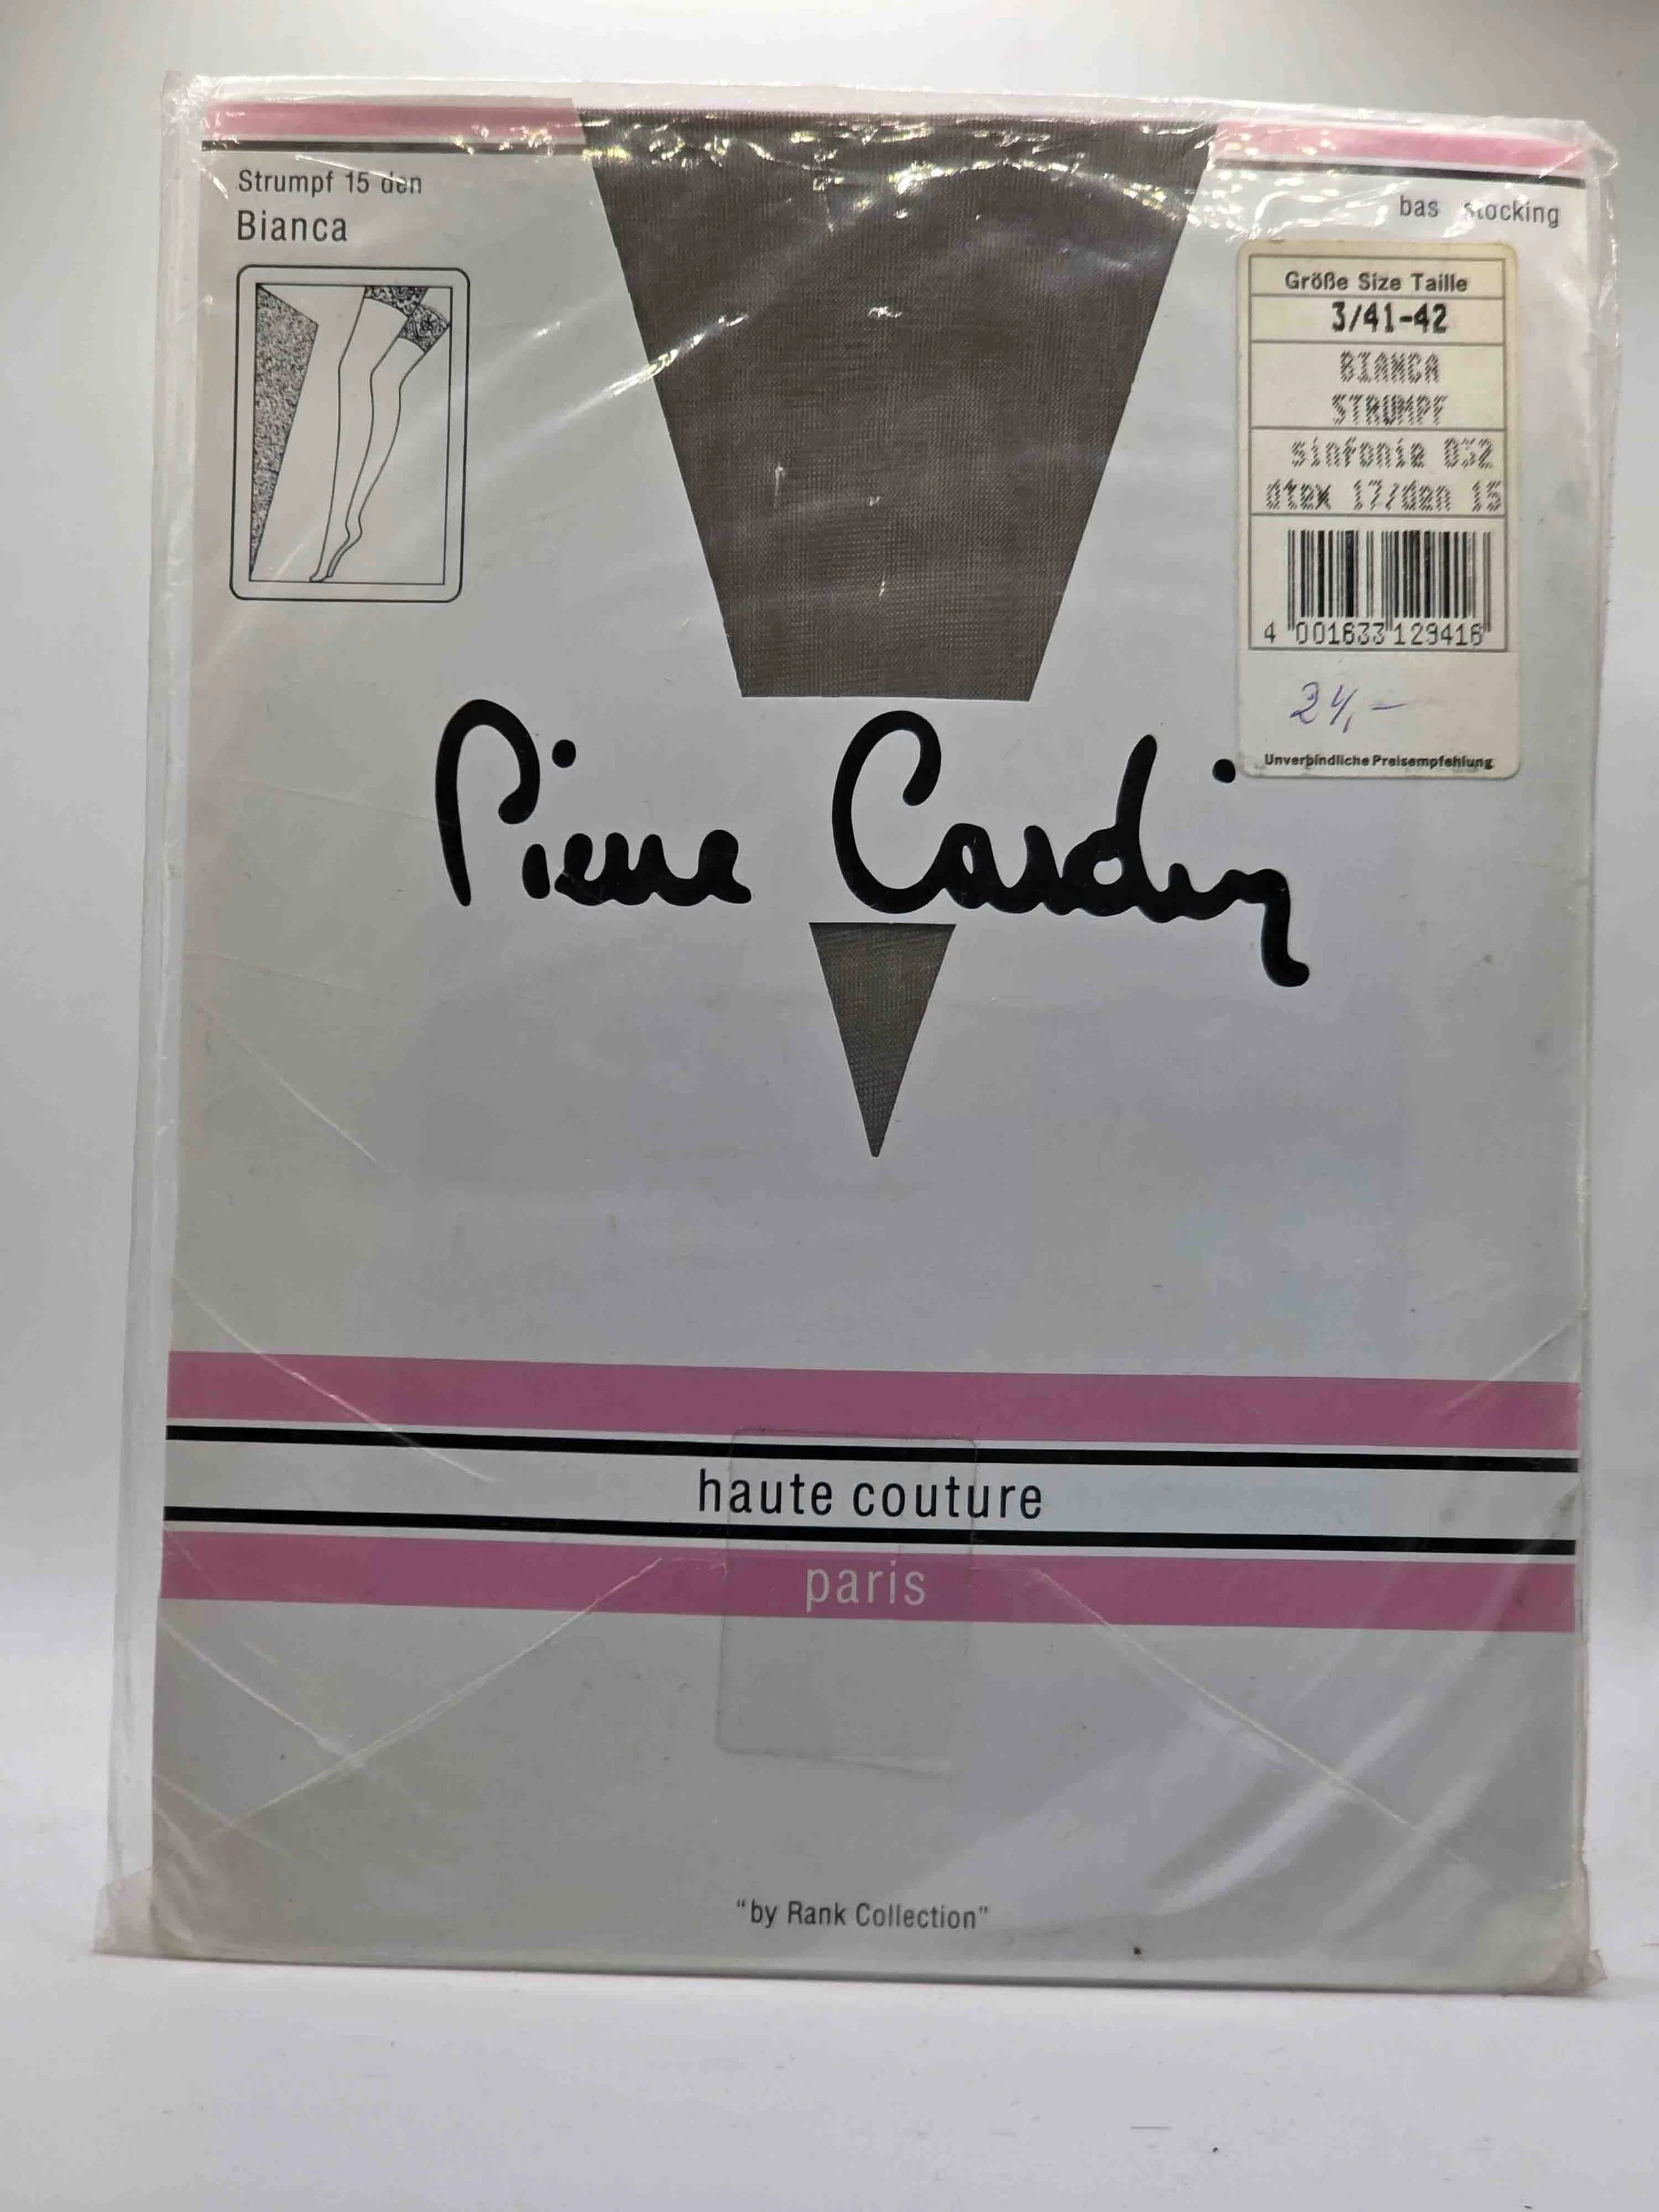 Strumpf 15 den
Bianca
bas stocking
Größe Size Taille
3/41-42
BIANCA
STRUMPF
sinfonie 032
dtex 17/den 15
4 001633 129416
24,-
Unverbindliche Preisempfehlung
Pierre Cardin
haute couture
paris
"by Rank Collection"